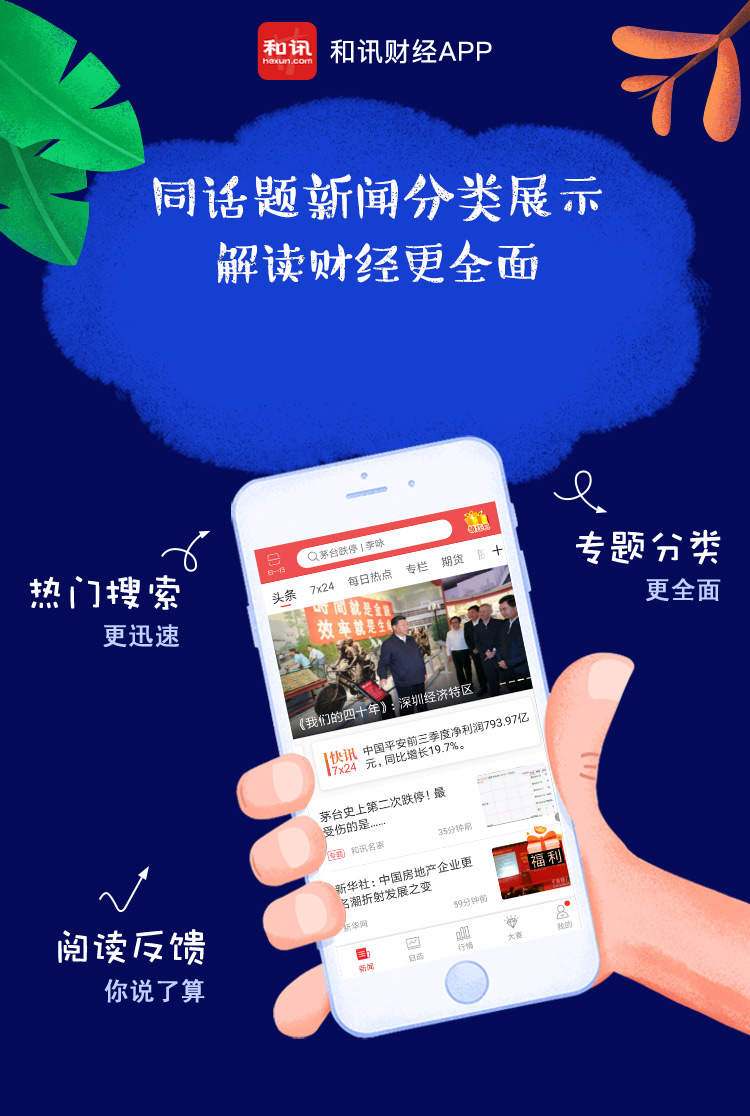 和讯
hexun.com
和讯财经APP
同话题新闻分类展示
解读财经更全面
热门搜索
更迅速
专题分类
更全面
扫一扫
茅台跌停 | 李咏
头条 7x24 每日热点 专栏 期货
时间就是金
效率就是生
《我们的四十年》:深圳经济特区
快讯
7x24
中国平安前三季度净利润793.97亿
元,同比增长19.7%。
茅台史上第二次跌停!最
受伤的是......
专栏 和讯名家 35分钟前
新华社:中国房地产企业更
名潮折射发展之变
新华网 59分钟前
福利
新闻 自选 行情 大赛 我的
阅读反馈
你说了算